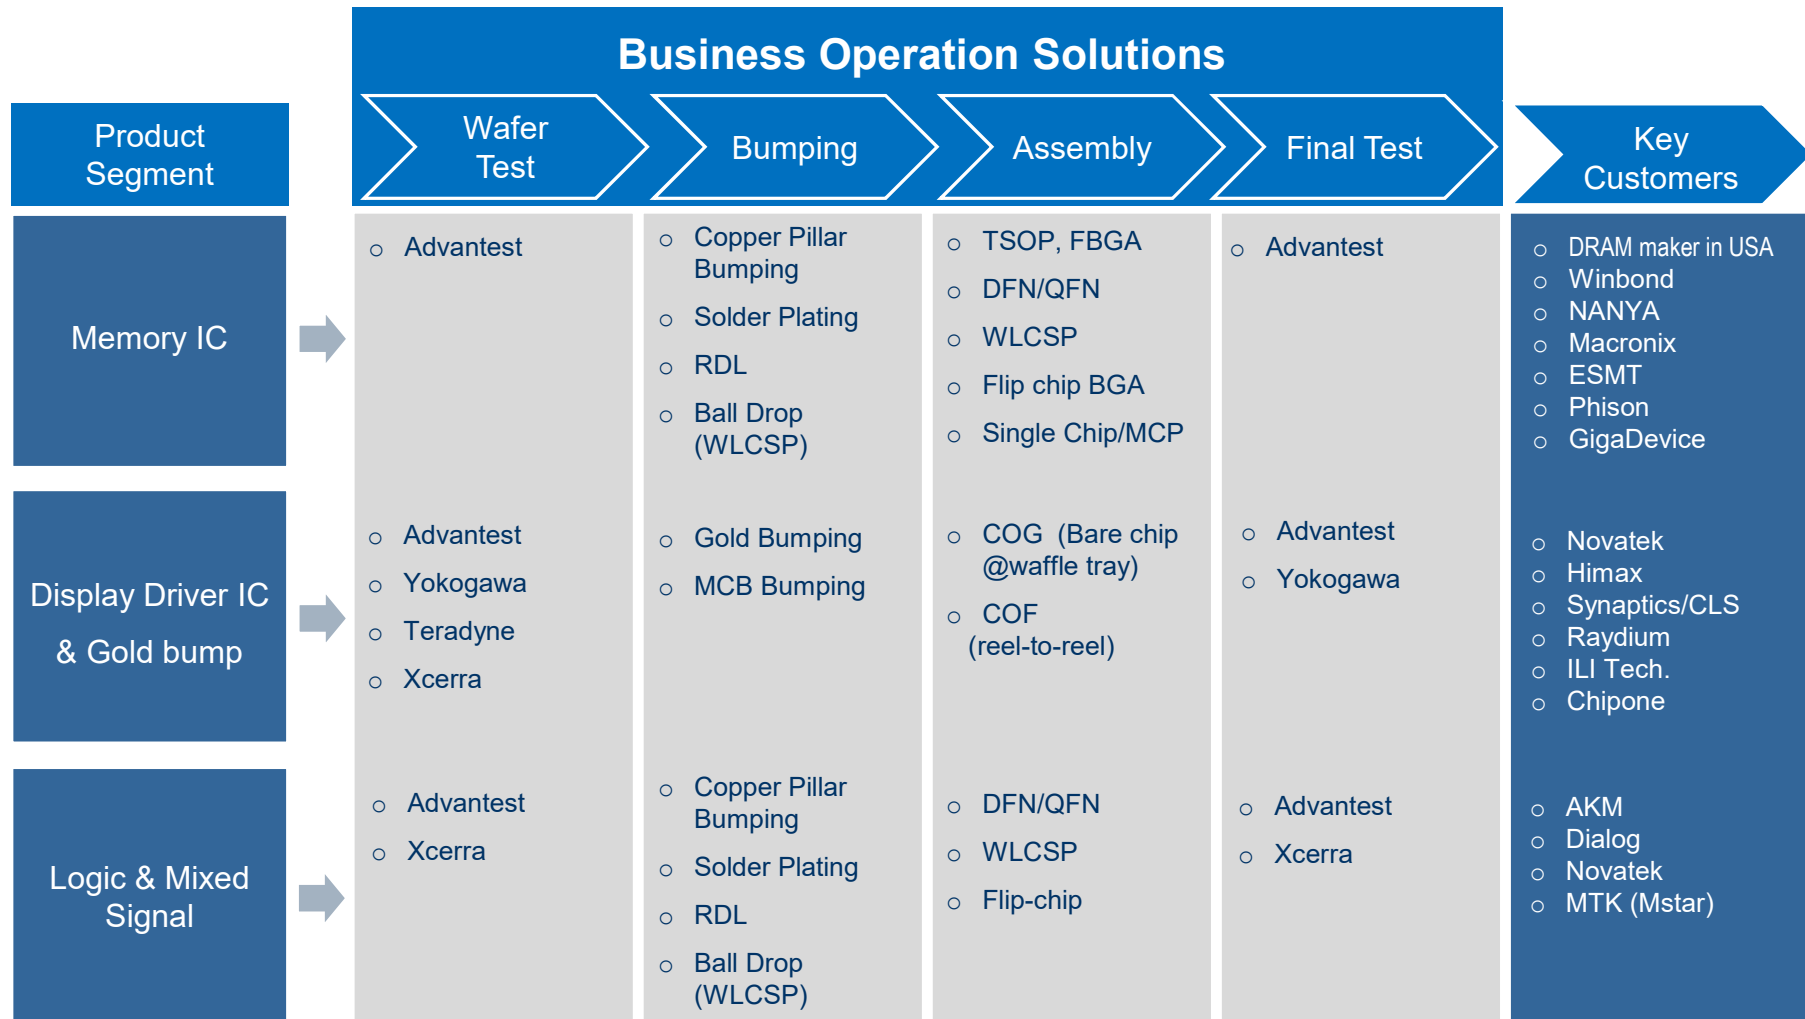 Business Operation Solutions
Product
Segment
Wafer
Test
Bumping
Assembly
Final Test
Key
Customers
Memory IC
o Advantest
o Copper Pillar
Bumping
o Solder Plating
o RDL
o Ball Drop
(WLCSP)
o TSOP, FBGA
o DFN/QFN
o WLCSP
o Flip chip BGA
o Single Chip/MCP
o Advantest
o DRAM maker in USA
o Winbond
o NANYA
o Macronix
o ESMT
o Phison
o GigaDevice
Display Driver IC
& Gold bump
o Advantest
o Yokogawa
o Teradyne
o Xcerra
o Gold Bumping
o MCB Bumping
o COG (Bare chip
@waffle tray)
o COF
(reel-to-reel)
o Advantest
o Yokogawa
o Novatek
o Himax
o Synaptics/CLS
o Raydium
o ILI Tech.
o Chipone
Logic & Mixed
Signal
o Advantest
o Xcerra
o Copper Pillar
Bumping
o Solder Plating
o RDL
o Ball Drop
(WLCSP)
o DFN/QFN
o WLCSP
o Flip-chip
o Advantest
o Xcerra
o AKM
o Dialog
o Novatek
o MTK (Mstar)